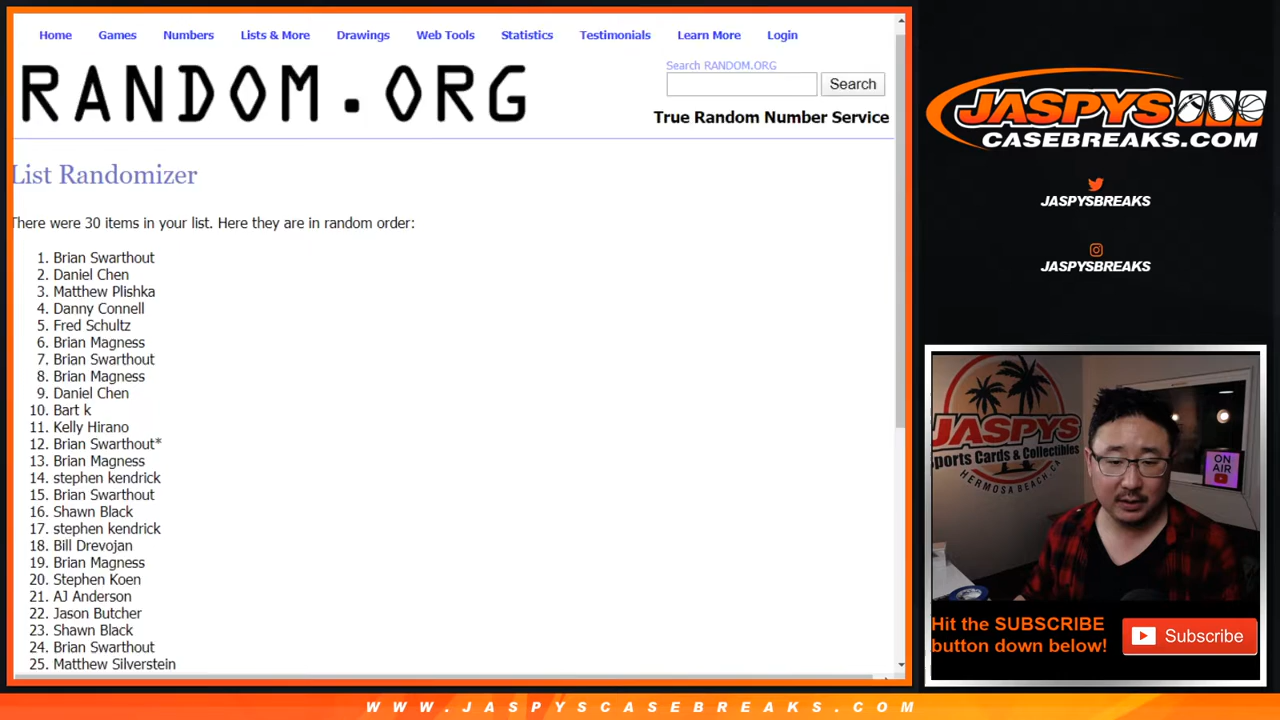 Home Games Numbers Lists & More Drawings Web Tools Statistics Testimonials Learn More Login
RANDOM.ORG
Search RANDOM.ORG
Search
True Random Number Service
List Randomizer
There were 30 items in your list. Here they are in random order:
1. Brian Swarthout
2. Daniel Chen
3. Matthew Plishka
4. Danny Connell
5. Fred Schultz
6. Brian Magness
7. Brian Swarthout
8. Brian Magness
9. Daniel Chen
10. Bart k
11. Kelly Hirano
12. Brian Swarthout*
13. Brian Magness
14. stephen kendrick
15. Brian Swarthout
16. Shawn Black
17. stephen kendrick
18. Bill Drevojan
19. Brian Magness
20. Stephen Koen
21. AJ Anderson
22. Jason Butcher
23. Shawn Black
24. Brian Swarthout
25. Matthew Silverstein
JASPYS
CASEBREAKS.COM
JASPYSBREAKS
JASPYSBREAKS
JASPYS
Sports Cards & Collectibles
HERMOSA BEACH, CA
ON
AIR
Hit the SUBSCRIBE
button down below!
Subscribe
WWW.JASPYSCASEBREAKS.COM